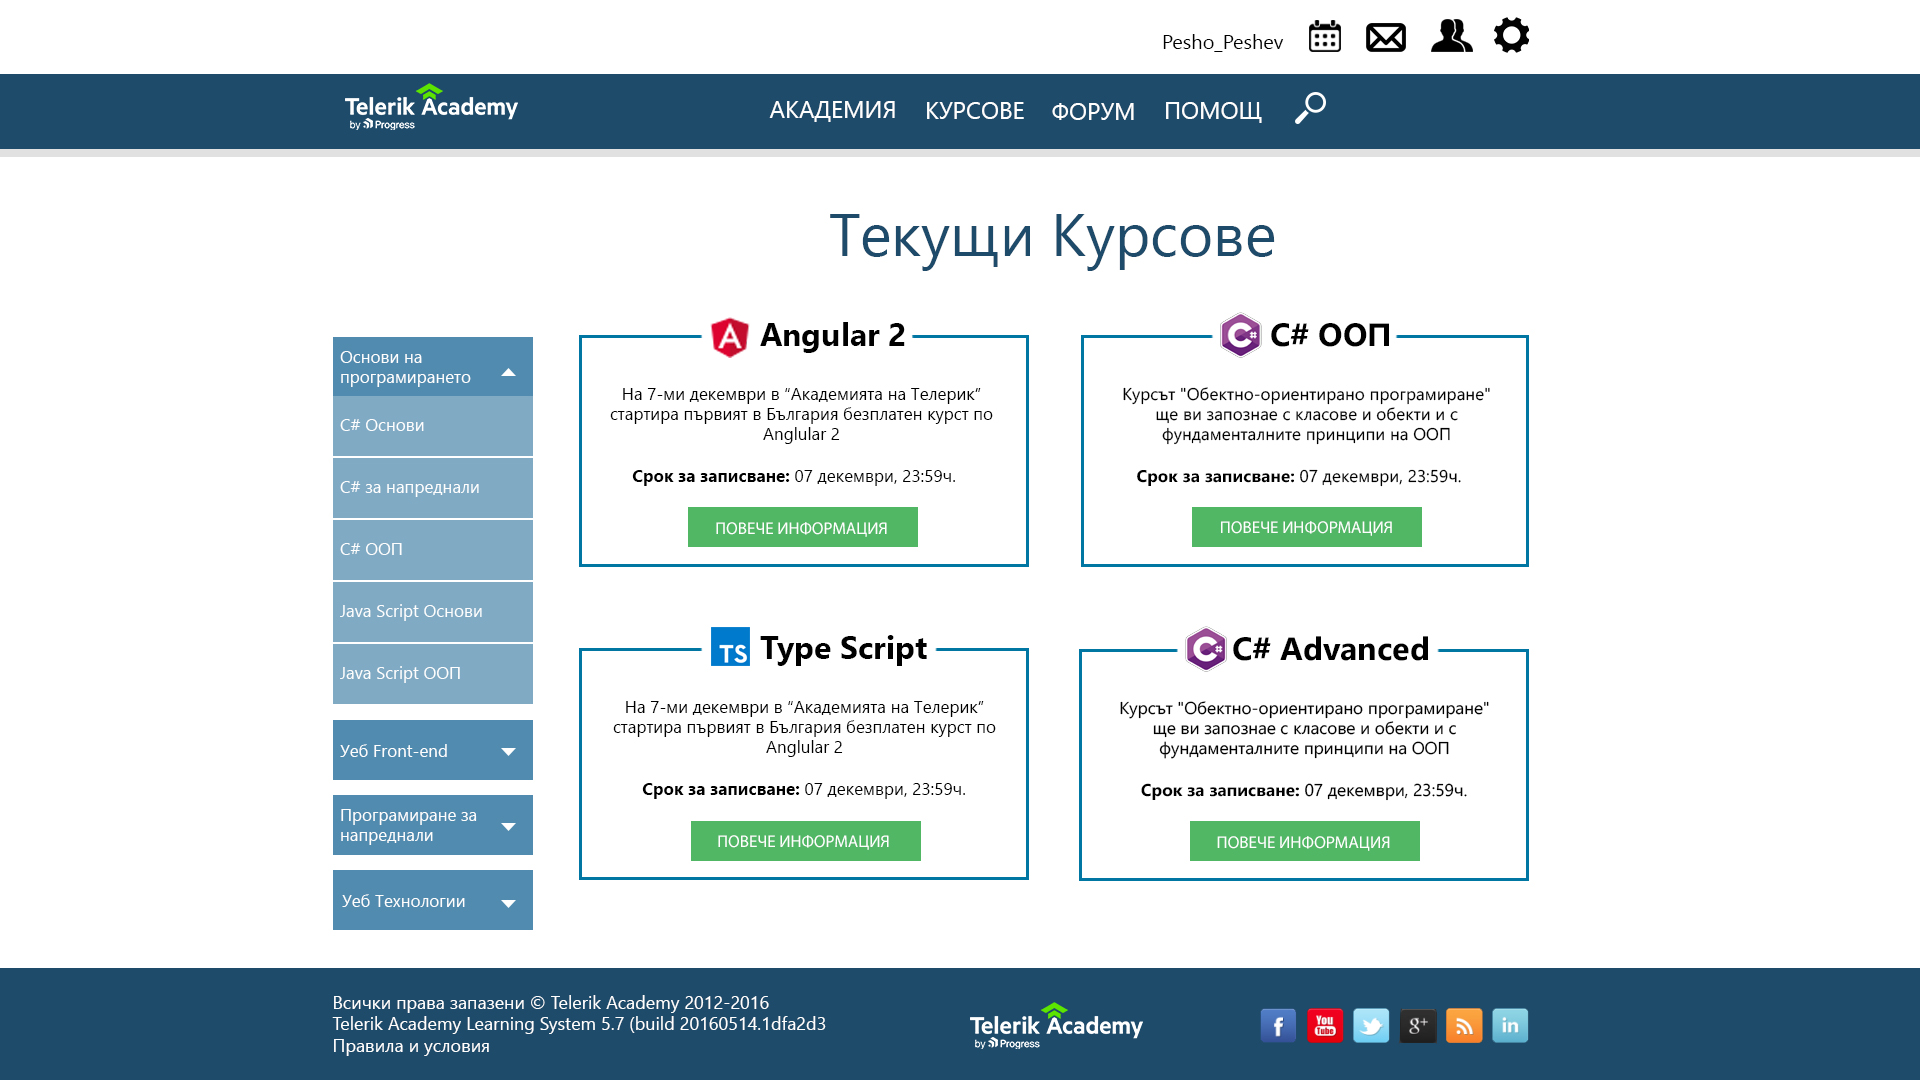 Pesho_Peshev
Telerik Academy
by Progress
АКАДЕМИЯ КУРСОВЕ ФОРУМ ПОМОЩ
Текущи Курсове
Основи на
програмирането
C# Основи
C# за напреднали
C# ООП
Java Script Основи
Java Script ООП
Уеб Front-end
Програмиране за
напреднали
Уеб Технологии
Angular 2
На 7-ми декември в “Академията на Телерик”
стартира първият в България безплатен курст по
Anglular 2
Срок за записване: 07 декември, 23:59ч.
ПОВЕЧЕ ИНФОРМАЦИЯ
C# ООП
Курсът "Обектно-ориентирано програмиране"
ще ви запознае с класове и обекти и с
фундаменталните принципи на ООП
Срок за записване: 07 декември, 23:59ч.
ПОВЕЧЕ ИНФОРМАЦИЯ
TS Type Script
На 7-ми декември в “Академията на Телерик”
стартира първият в България безплатен курст по
Anglular 2
Срок за записване: 07 декември, 23:59ч.
ПОВЕЧЕ ИНФОРМАЦИЯ
C# Advanced
Курсът "Обектно-ориентирано програмиране"
ще ви запознае с класове и обекти и с
фундаменталните принципи на ООП
Срок за записване: 07 декември, 23:59ч.
ПОВЕЧЕ ИНФОРМАЦИЯ
Всички права запазени © Telerik Academy 2012-2016
Telerik Academy Learning System 5.7 (build 20160514.1dfa2d3
Правила и условия
Telerik Academy
by Progress
f You Tube g+ in